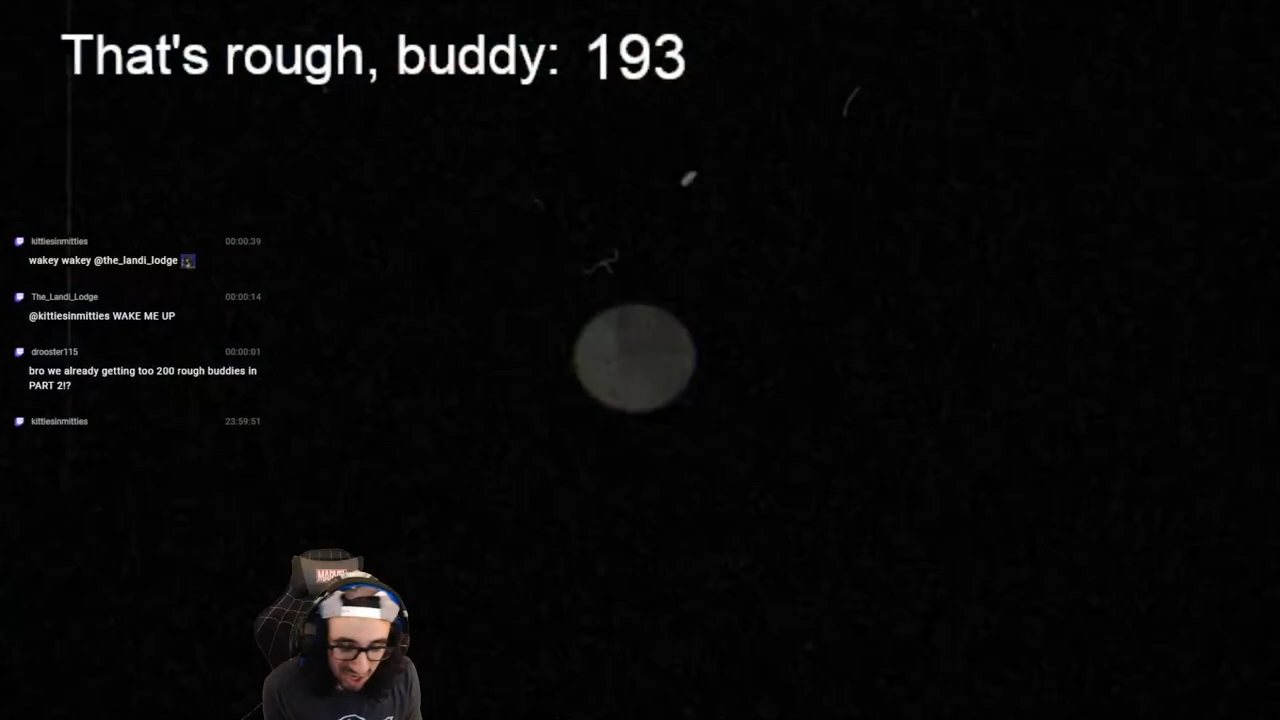 That's rough, buddy: 193
kittiesinmitties 00:00:39
wakey wakey @the_landi_lodge
The_Landi_Lodge 00:00:14
@kittiesinmitties WAKE ME UP
drooster115 00:00:01
bro we already getting too 200 rough buddies in
PART 2!?
kittiesinmitties 23:59:51
MARVEL